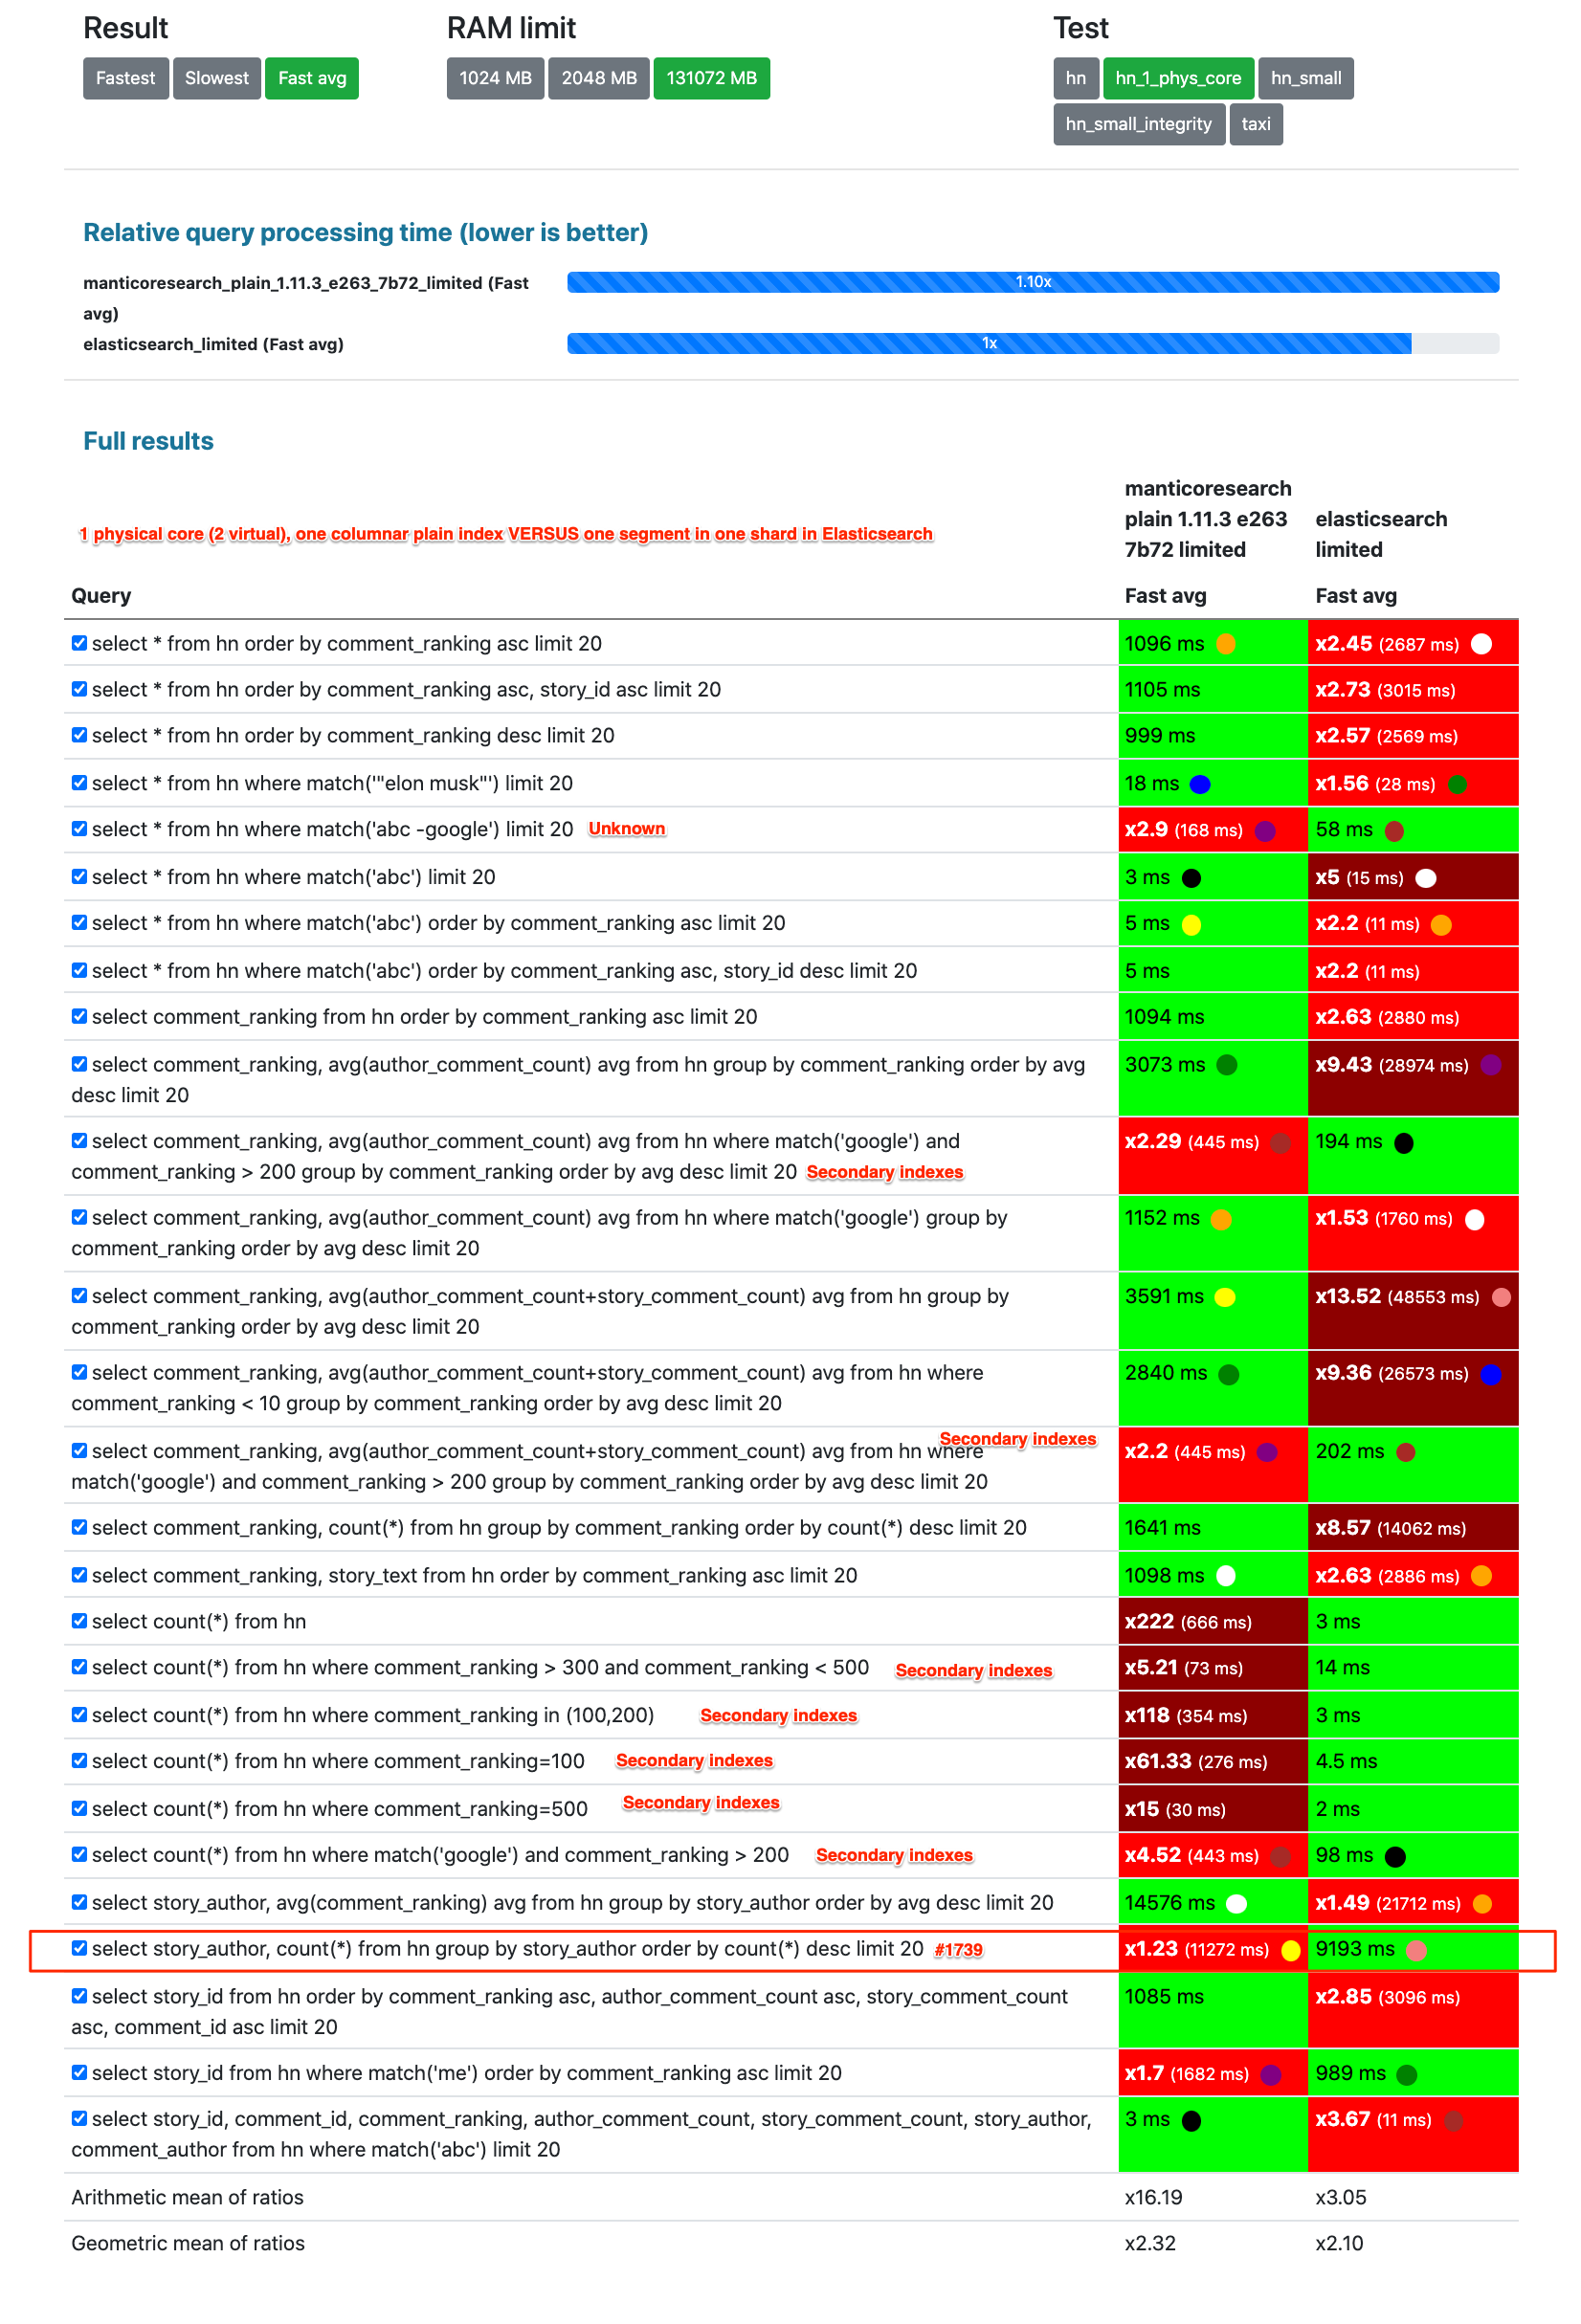 Result
RAM limit
Test
Fastest Slowest Fast avg
1024 MB 2048 MB 131072 MB
hn hn_1_phys_core hn_small
hn_small_integrity taxi
Relative query processing time (lower is better)
manticoresearch_plain_1.11.3_e263_7b72_limited (Fast
avg)
1.10x
elasticsearch_limited (Fast avg)
1x
Full results
1 physical core (2 virtual), one columnar plain index VERSUS one segment in one shard in Elasticsearch
manticoresearch
plain 1.11.3 e263
7b72 limited
elasticsearch
limited
Query Fast avg Fast avg
select * from hn order by comment_ranking asc limit 20 1096 ms x2.45 (2687 ms)
select * from hn order by comment_ranking asc, story_id asc limit 20 1105 ms x2.73 (3015 ms)
select * from hn order by comment_ranking desc limit 20 999 ms x2.57 (2569 ms)
select * from hn where match('"elon musk"') limit 20 18 ms x1.56 (28 ms)
select * from hn where match('abc -google') limit 20 Unknown x2.9 (168 ms) 58 ms
select * from hn where match('abc') limit 20 3 ms x5 (15 ms)
select * from hn where match('abc') order by comment_ranking asc limit 20 5 ms x2.2 (11 ms)
select * from hn where match('abc') order by comment_ranking asc, story_id desc limit 20 5 ms x2.2 (11 ms)
select comment_ranking from hn order by comment_ranking asc limit 20 1094 ms x2.63 (2880 ms)
select comment_ranking, avg(author_comment_count) avg from hn group by comment_ranking order by avg 3073 ms x9.43 (28974 ms)
desc limit 20
select comment_ranking, avg(author_comment_count) avg from hn where match('google') and x2.29 (445 ms) 194 ms
comment_ranking > 200 group by comment_ranking order by avg desc limit 20 Secondary indexes
select comment_ranking, avg(author_comment_count) avg from hn where match('google') group by 1152 ms x1.53 (1760 ms)
comment_ranking order by avg desc limit 20
select comment_ranking, avg(author_comment_count+story_comment_count) avg from hn group by 3591 ms x13.52 (48553 ms)
comment_ranking order by avg desc limit 20
select comment_ranking, avg(author_comment_count+story_comment_count) avg from hn where 2840 ms x9.36 (26573 ms)
comment_ranking < 10 group by comment_ranking order by avg desc limit 20
Secondary indexes
select comment_ranking, avg(author_comment_count+story_comment_count) avg from hn where x2.2 (445 ms) 202 ms
match('google') and comment_ranking > 200 group by comment_ranking order by avg desc limit 20
select comment_ranking, count(*) from hn group by comment_ranking order by count(*) desc limit 20 1641 ms x8.57 (14062 ms)
select comment_ranking, story_text from hn order by comment_ranking asc limit 20 1098 ms x2.63 (2886 ms)
select count(*) from hn x222 (666 ms) 3 ms
select count(*) from hn where comment_ranking > 300 and comment_ranking < 500 Secondary indexes x5.21 (73 ms) 14 ms
select count(*) from hn where comment_ranking in (100,200) Secondary indexes x118 (354 ms) 3 ms
select count(*) from hn where comment_ranking=100 Secondary indexes x61.33 (276 ms) 4.5 ms
select count(*) from hn where comment_ranking=500 Secondary indexes x15 (30 ms) 2 ms
select count(*) from hn where match('google') and comment_ranking > 200 Secondary indexes x4.52 (443 ms) 98 ms
select story_author, avg(comment_ranking) avg from hn group by story_author order by avg desc limit 20 14576 ms x1.49 (21712 ms)
select story_author, count(*) from hn group by story_author order by count(*) desc limit 20 #1739 x1.23 (11272 ms) 9193 ms
select story_id from hn order by comment_ranking asc, author_comment_count asc, story_comment_count 1085 ms x2.85 (3096 ms)
asc, comment_id asc limit 20
select story_id from hn where match('me') order by comment_ranking asc limit 20 x1.7 (1682 ms) 989 ms
select story_id, comment_id, comment_ranking, author_comment_count, story_comment_count, story_author, 3 ms x3.67 (11 ms)
comment_author from hn where match('abc') limit 20
Arithmetic mean of ratios x16.19 x3.05
Geometric mean of ratios x2.32 x2.10